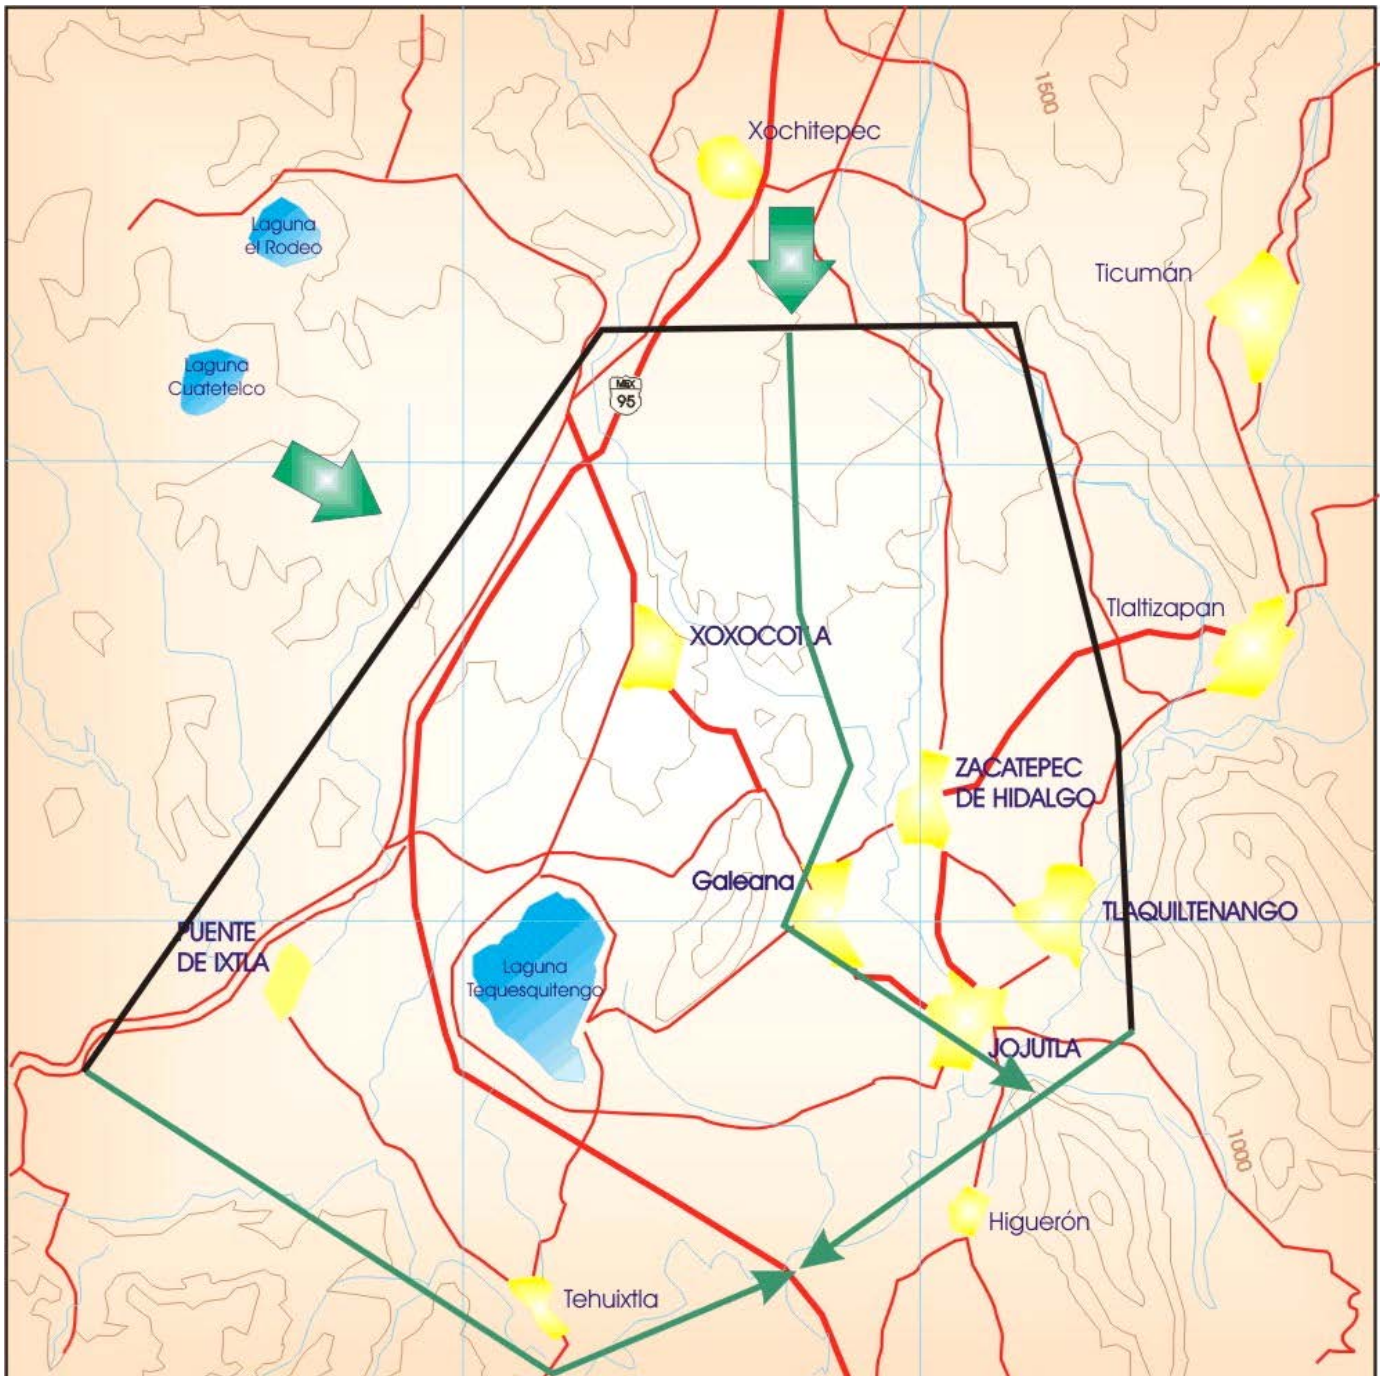 1500
Xochitepec
Laguna
el Rodeo
Ticumán
Laguna
Cuatetelco
MEX
95
Tlaltizapan
XOXOCOTLA
ZACATEPEC
DE HIDALGO
Galeana
TLAQUILTENANGO
PUENTE
DE IXTLA
Laguna
Tequesquitengo
JOJUTLA
1000
Higuerón
Tehuixtla